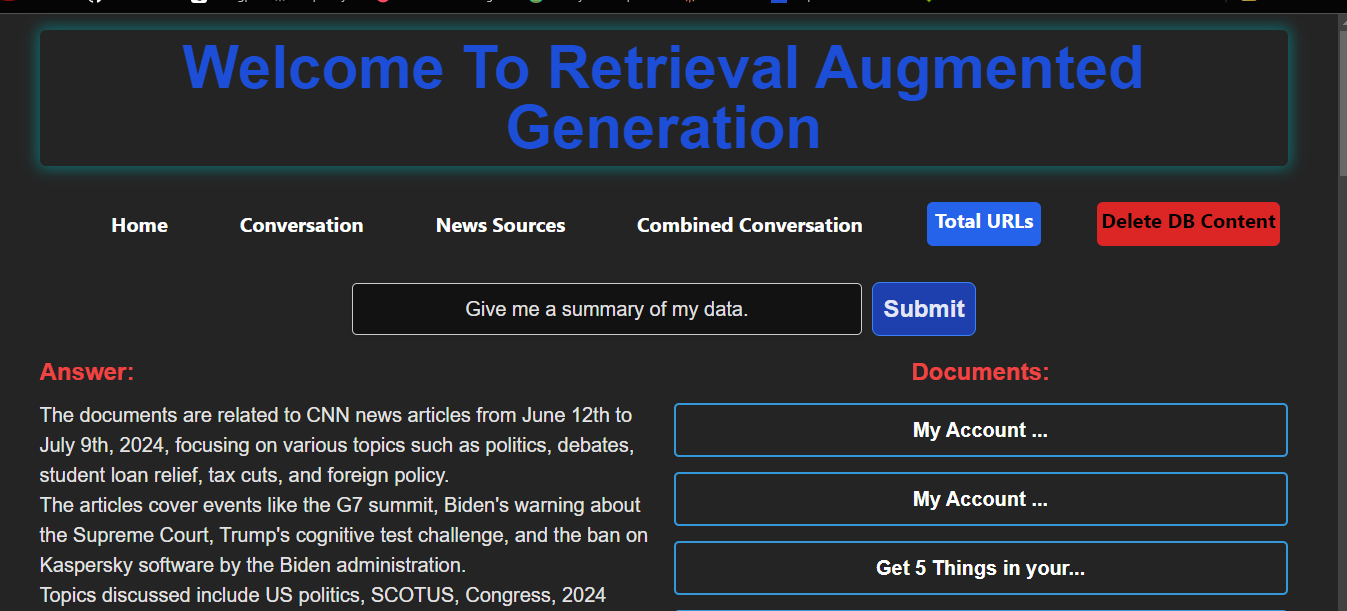 Welcome To Retrieval Augmented
Generation
Home
Conversation
News Sources
Combined Conversation
Total URLs
Delete DB Content
Give me a summary of my data.
Submit
Answer:
The documents are related to CNN news articles from June 12th to
July 9th, 2024, focusing on various topics such as politics, debates,
student loan relief, tax cuts, and foreign policy.
The articles cover events like the G7 summit, Biden's warning about
the Supreme Court, Trump's cognitive test challenge, and the ban on
Kaspersky software by the Biden administration.
Topics discussed include US politics, SCOTUS, Congress, 2024
Documents:
My Account ...
My Account ...
Get 5 Things in your...